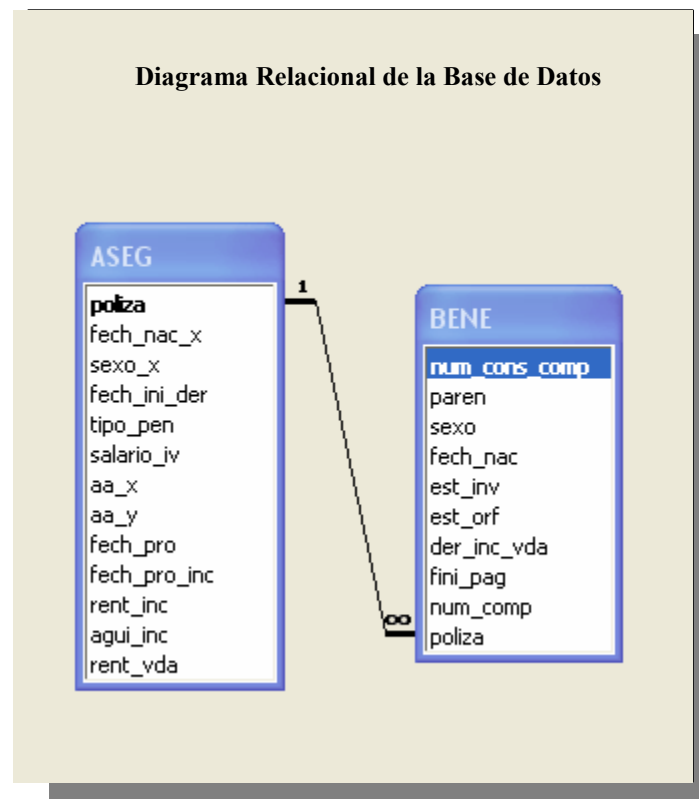 Diagrama Relacional de la Base de Datos
ASEG
poliza
fech_nac_x
sexo_x
fech_ini_der
tipo_pen
salario_iv
aa_x
aa_y
fech_pro
fech_pro_inc
rent_inc
agui_inc
rent_vda
1
∞
BENE
num_cons_comp
paren
sexo
fech_nac
est_inv
est_orf
der_inc_vda
fini_pag
num_comp
poliza